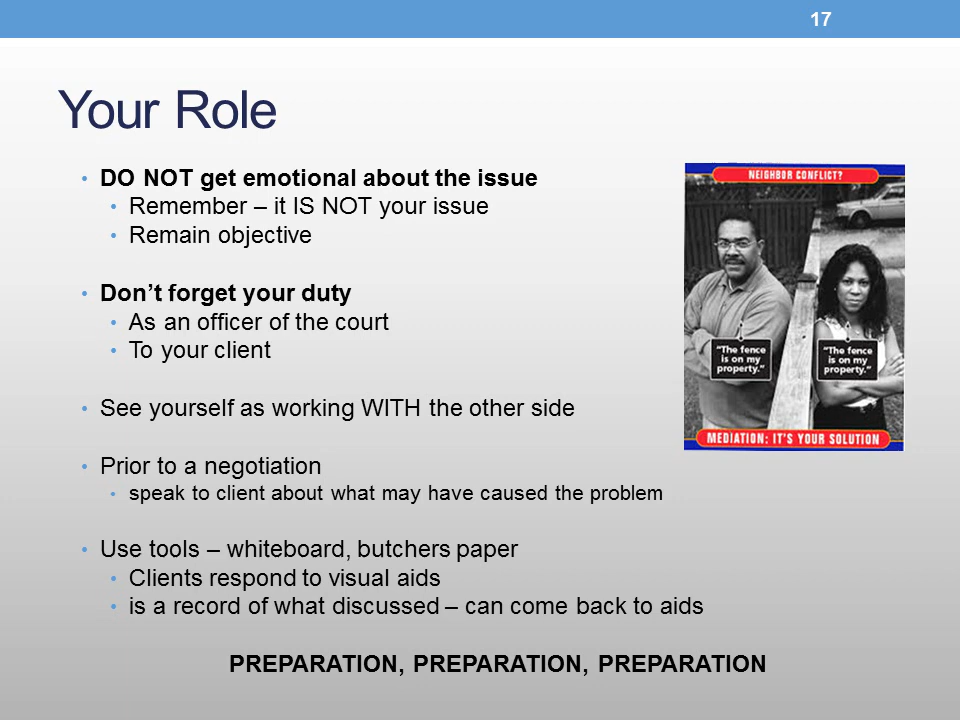 17
Your Role
• DO NOT get emotional about the issue
• Remember – it IS NOT your issue
• Remain objective
• Don’t forget your duty
• As an officer of the court
• To your client
• See yourself as working WITH the other side
• Prior to a negotiation
• speak to client about what may have caused the problem
• Use tools – whiteboard, butchers paper
• Clients respond to visual aids
• is a record of what discussed – can come back to aids
PREPARATION, PREPARATION, PREPARATION
NEIGHBOR CONFLICT?
"The fence
is on my
property."
"The fence
is on my
property."
MEDIATION: IT'S YOUR SOLUTION